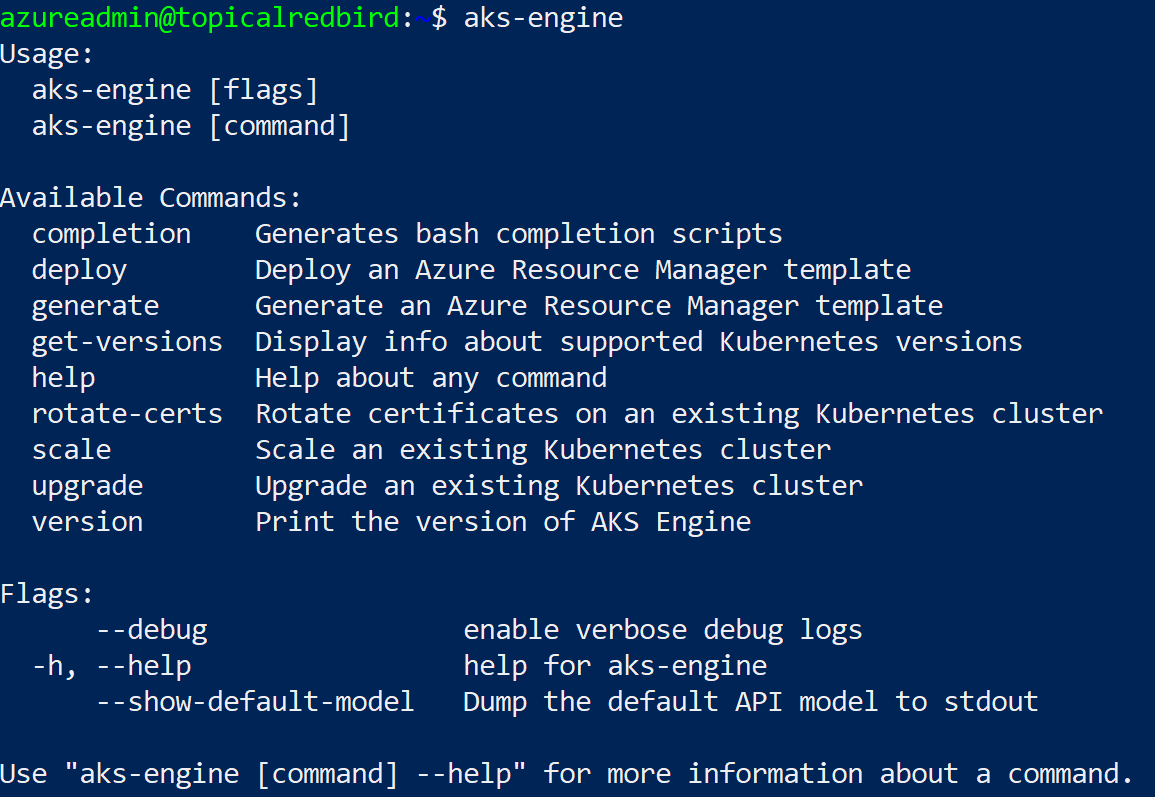 azureadmin@topicalredbird:~$ aks-engine
Usage:
  aks-engine [flags]
  aks-engine [command]

Available Commands:
  completion    Generates bash completion scripts
  deploy        Deploy an Azure Resource Manager template
  generate      Generate an Azure Resource Manager template
  get-versions  Display info about supported Kubernetes versions
  help          Help about any command
  rotate-certs  Rotate certificates on an existing Kubernetes cluster
  scale         Scale an existing Kubernetes cluster
  upgrade       Upgrade an existing Kubernetes cluster
  version       Print the version of AKS Engine

Flags:
      --debug                enable verbose debug logs
  -h, --help                 help for aks-engine
      --show-default-model   Dump the default API model to stdout

Use "aks-engine [command] --help" for more information about a command.